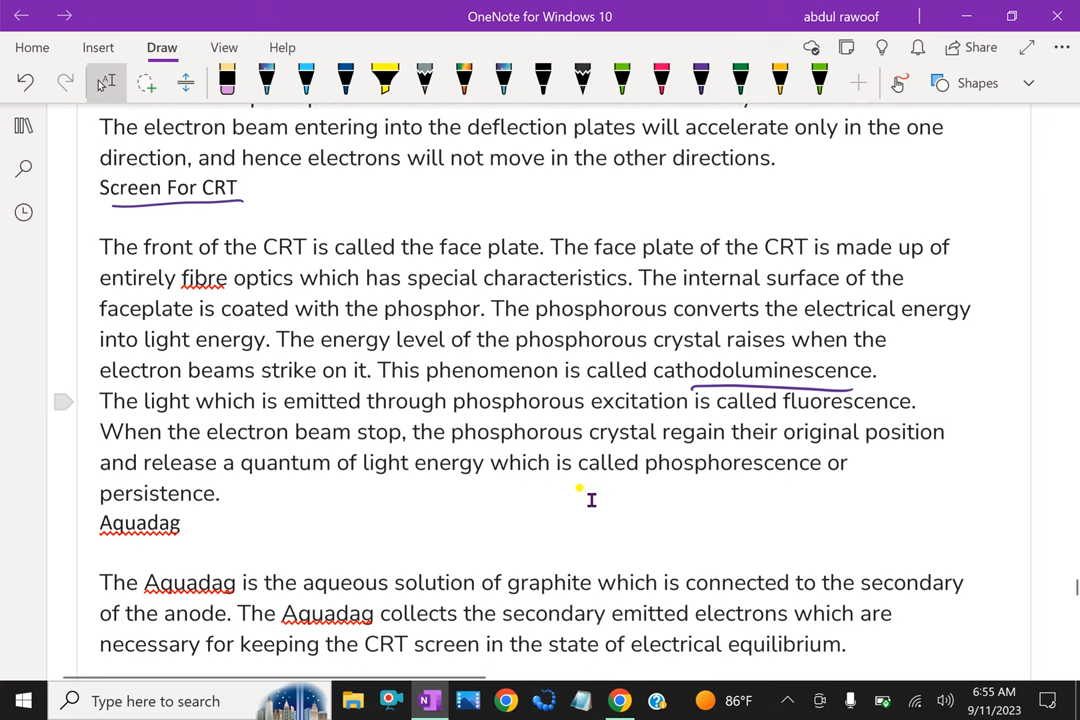 OneNote for Windows 10
abdul rawoof
Home Insert Draw View Help
Share
Shapes
The electron beam entering into the deflection plates will accelerate only in the one
direction, and hence electrons will not move in the other directions.
Screen For CRT
The front of the CRT is called the face plate. The face plate of the CRT is made up of
entirely fibre optics which has special characteristics. The internal surface of the
faceplate is coated with the phosphor. The phosphorous converts the electrical energy
into light energy. The energy level of the phosphorous crystal raises when the
electron beams strike on it. This phenomenon is called cathodoluminescence.
The light which is emitted through phosphorous excitation is called fluorescence.
When the electron beam stop, the phosphorous crystal regain their original position
and release a quantum of light energy which is called phosphorescence or
persistence.
Aquadag
The Aquadag is the aqueous solution of graphite which is connected to the secondary
of the anode. The Aquadag collects the secondary emitted electrons which are
necessary for keeping the CRT screen in the state of electrical equilibrium.
Type here to search
86°F
6:55 AM
9/11/2023